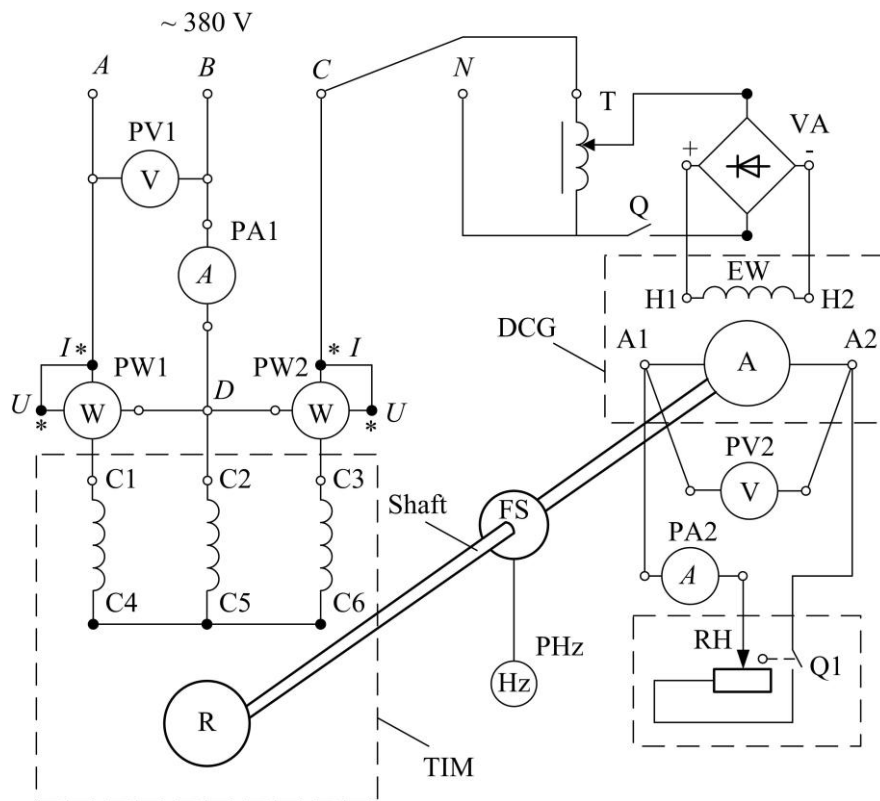 ~ 380 V
A B C N
T
VA
PV1
V
+ -
Q
PA1
A
EW
H1 H2
DCG
A1 A2
A
I * * I
PW1 D PW2
U W W U
* *
PV2
V
C1 C2 C3
Shaft FS
PA2
A
C4 C5 C6
RH
Q1
PHz
Hz
R
TIM